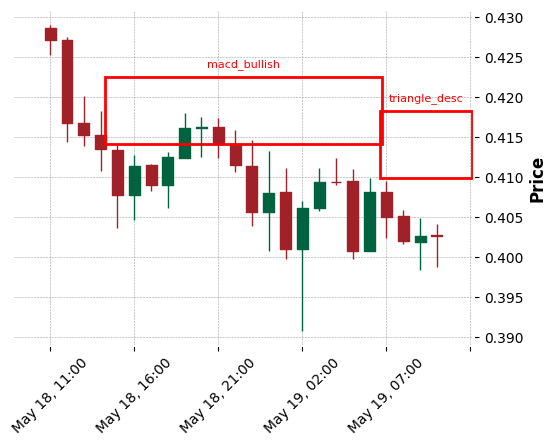 0.430
0.425
macd_bullish
0.420
triangle_desc
0.415
0.410
Price
0.405
0.400
0.395
0.390
May 18, 11:00
May 18, 16:00
May 18, 21:00
May 19, 02:00
May 19, 07:00